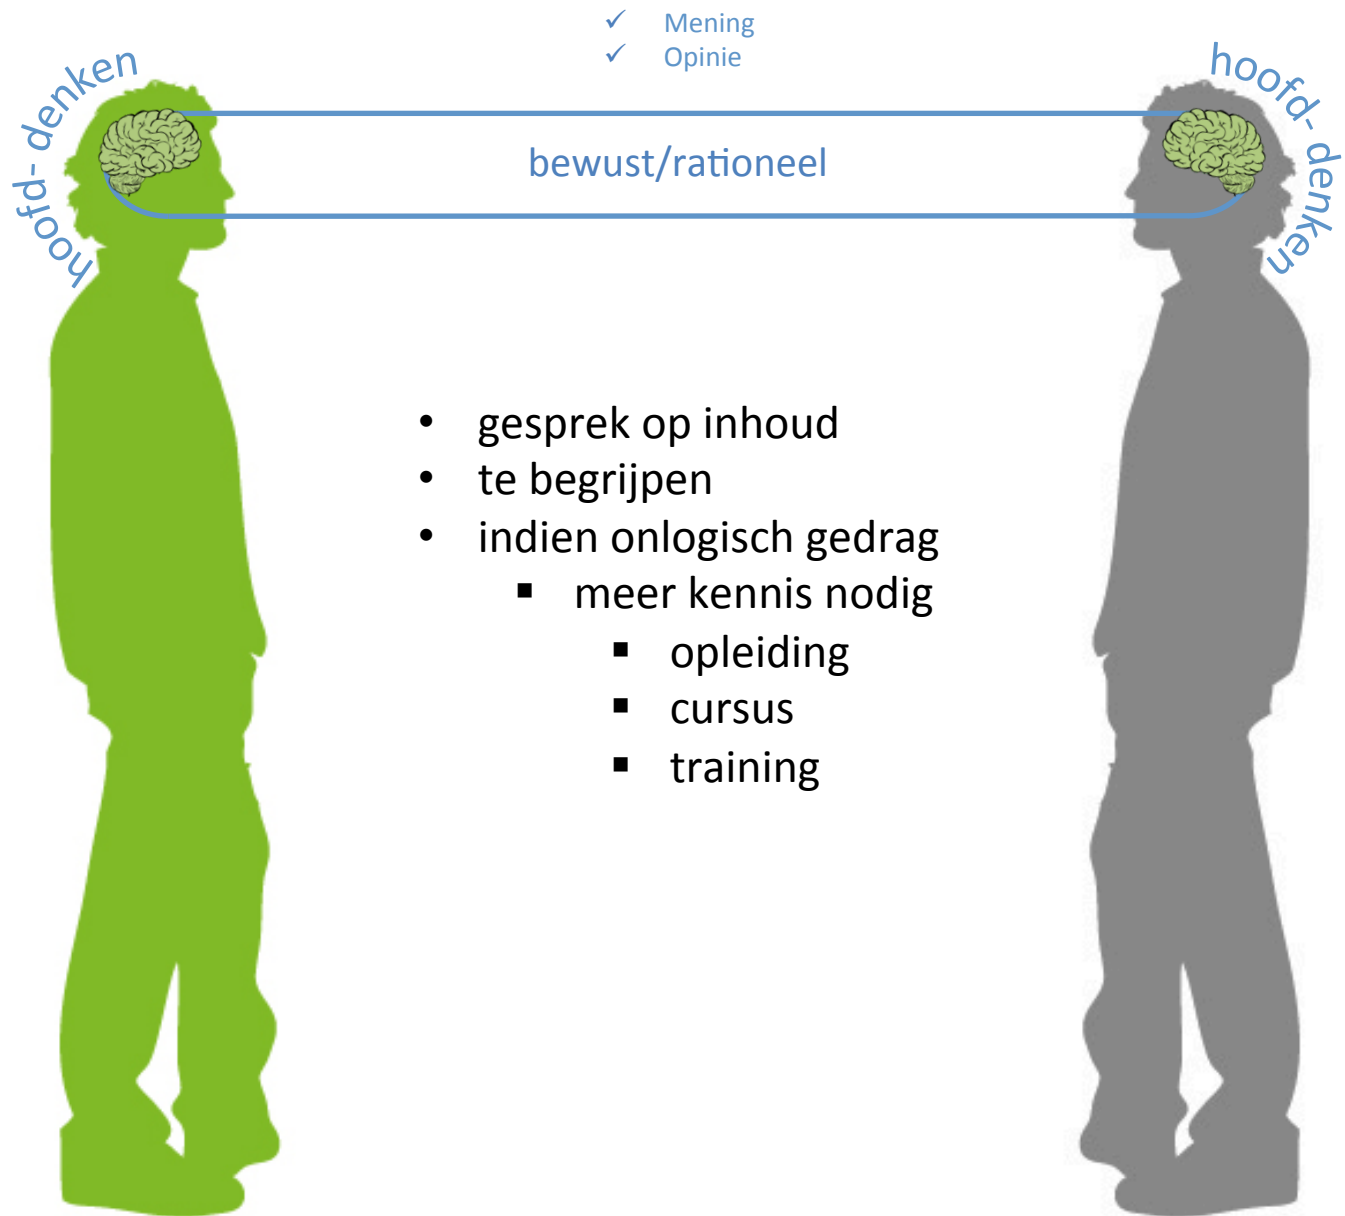 ✓ Mening
✓ Opinie
hoofd- denken
hoofd- denken
bewust/rationeel
• gesprek op inhoud
• te begrijpen
• indien onlogisch gedrag
▪ meer kennis nodig
▪ opleiding
▪ cursus
▪ training